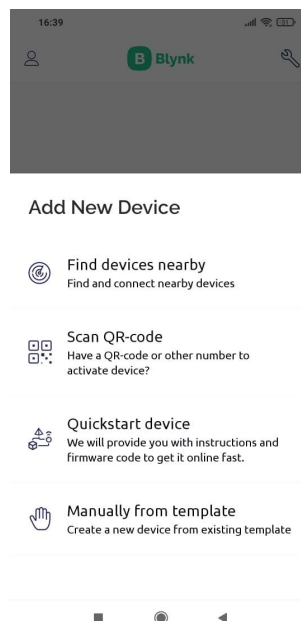 16:39
31
B Blynk
Add New Device
Find devices nearby
Find and connect nearby devices
Scan QR-code
Have a QR-code or other number to
activate device?
Quickstart device
We will provide you with instructions and
firmware code to get it online fast.
Manually from template
Create a new device from existing template